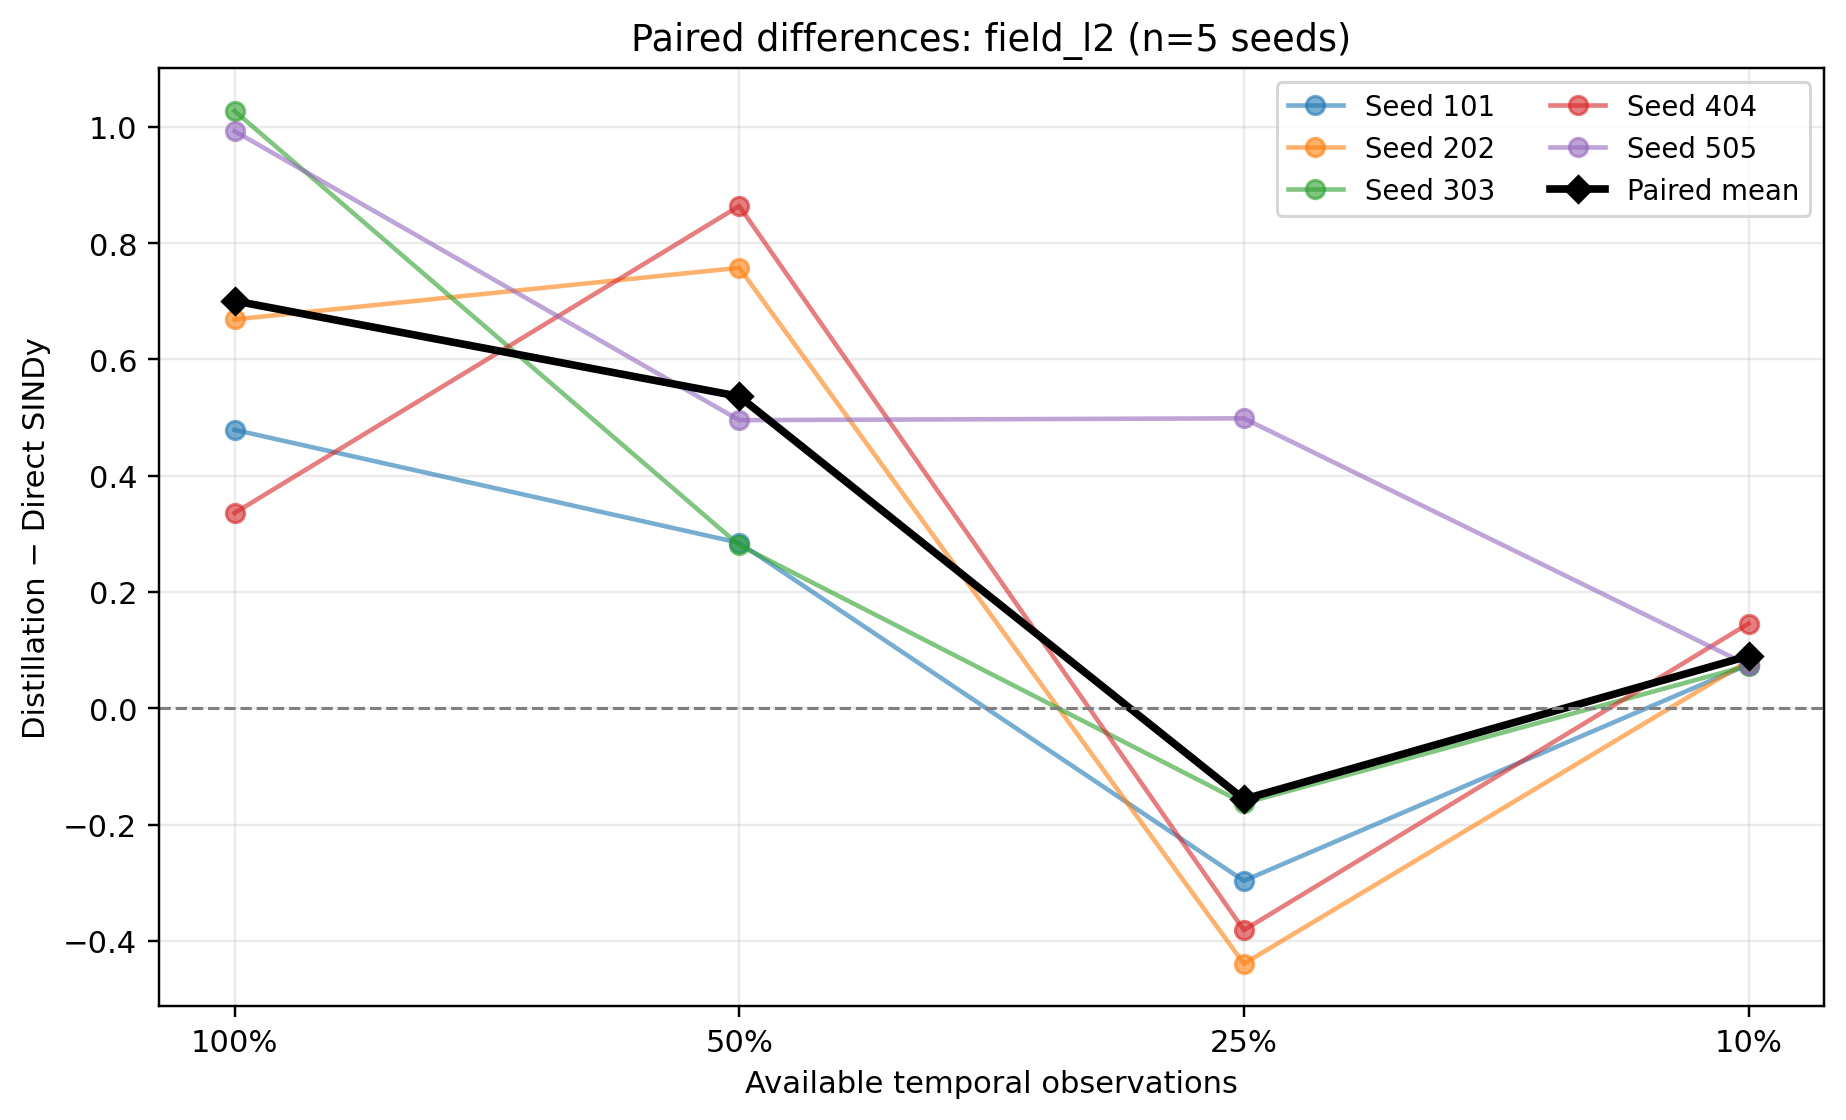 Paired differences: field_l2 (n=5 seeds)
Distillation − Direct SINDy
1.0
0.8
0.6
0.4
0.2
0.0
−0.2
−0.4
Seed 101
Seed 202
Seed 303
Seed 404
Seed 505
Paired mean
100%
50%
25%
10%
Available temporal observations